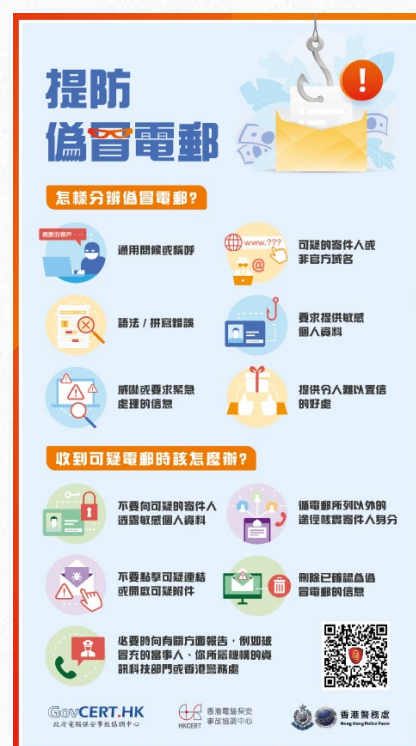 提防
偽冒電郵
怎樣分辨偽冒電郵?
親愛的客戶……
通用問候或稱呼
www.???
@
可疑的寄件人或
非官方域名
語法 / 拼寫錯誤
要求提供敏感
個人資料
威嚇或要求緊急
處理的信息
提供令人難以置信
的好處
收到可疑電郵時該怎麼辦?
不要向可疑的寄件人
透露敏感個人資料
循電郵所列以外的
途徑核實寄件人身分
不要點擊可疑連結
或開啟可疑附件
刪除已確認為偽
冒電郵的信息
必要時向有關方面報告，例如被
冒充的當事人、你所屬機構的資
訊科技部門或香港警務處
GovCERT.HK
政府電腦保安事故協調中心
HKCERT
香港電腦保安
事故協調中心
香港警務處
Hong Kong Police Force